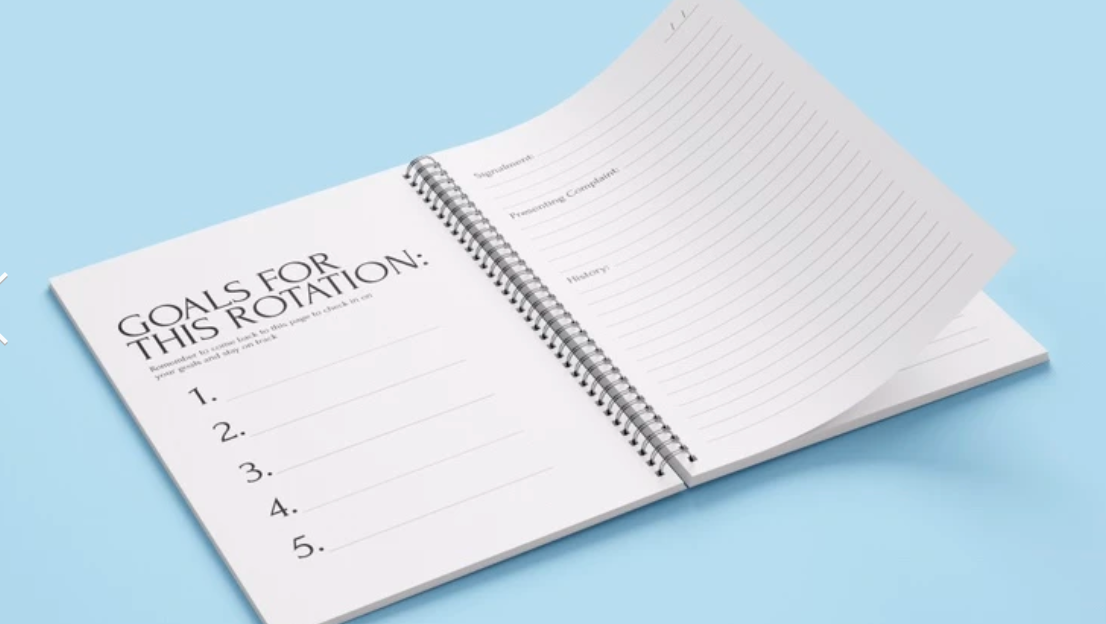 GOALS FOR
THIS ROTATION:
Remember to come back to this page to check in on
your goals and stay on track
1.
2.
3.
4.
5.
/ /
Signalment:
Presenting Complaint:
History: